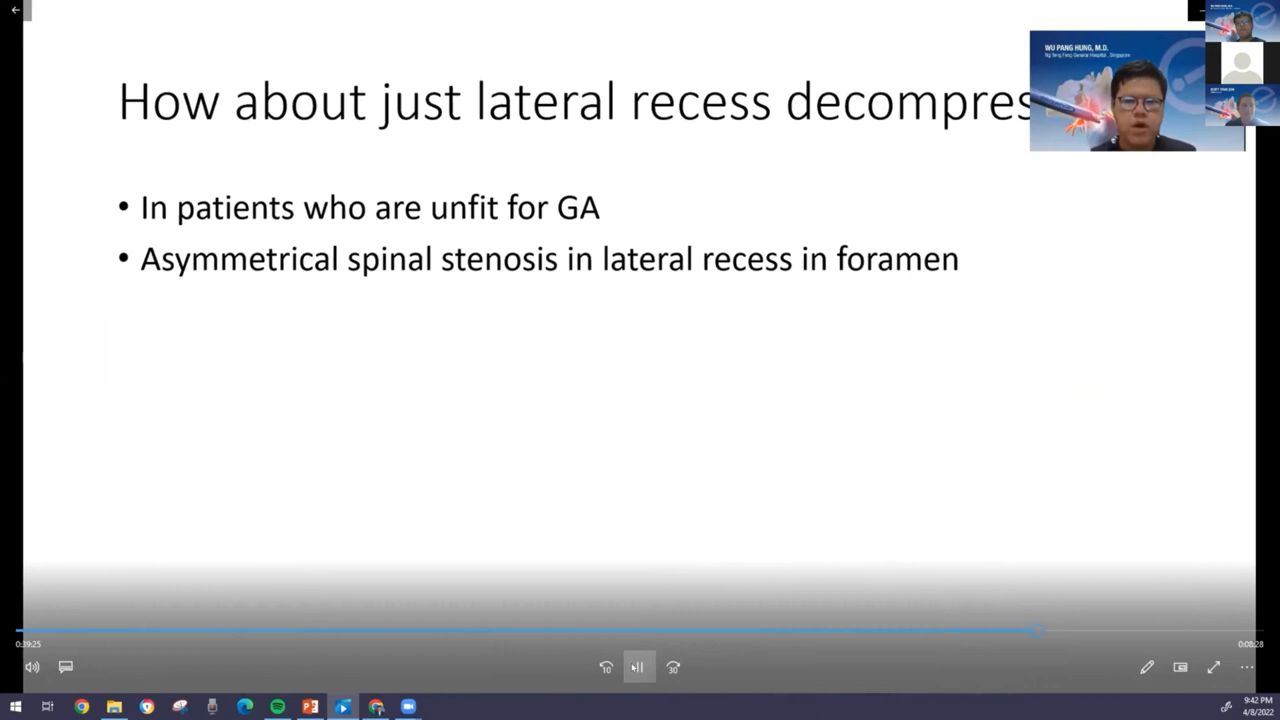 How about just lateral recess decompres
WU PANG HUNG, M.D.
Ng Teng Fong General Hospital, Singapore
• In patients who are unfit for GA
• Asymmetrical spinal stenosis in lateral recess in foramen
0:39:25
0:08:28
10
30
9:42 PM
4/8/2022